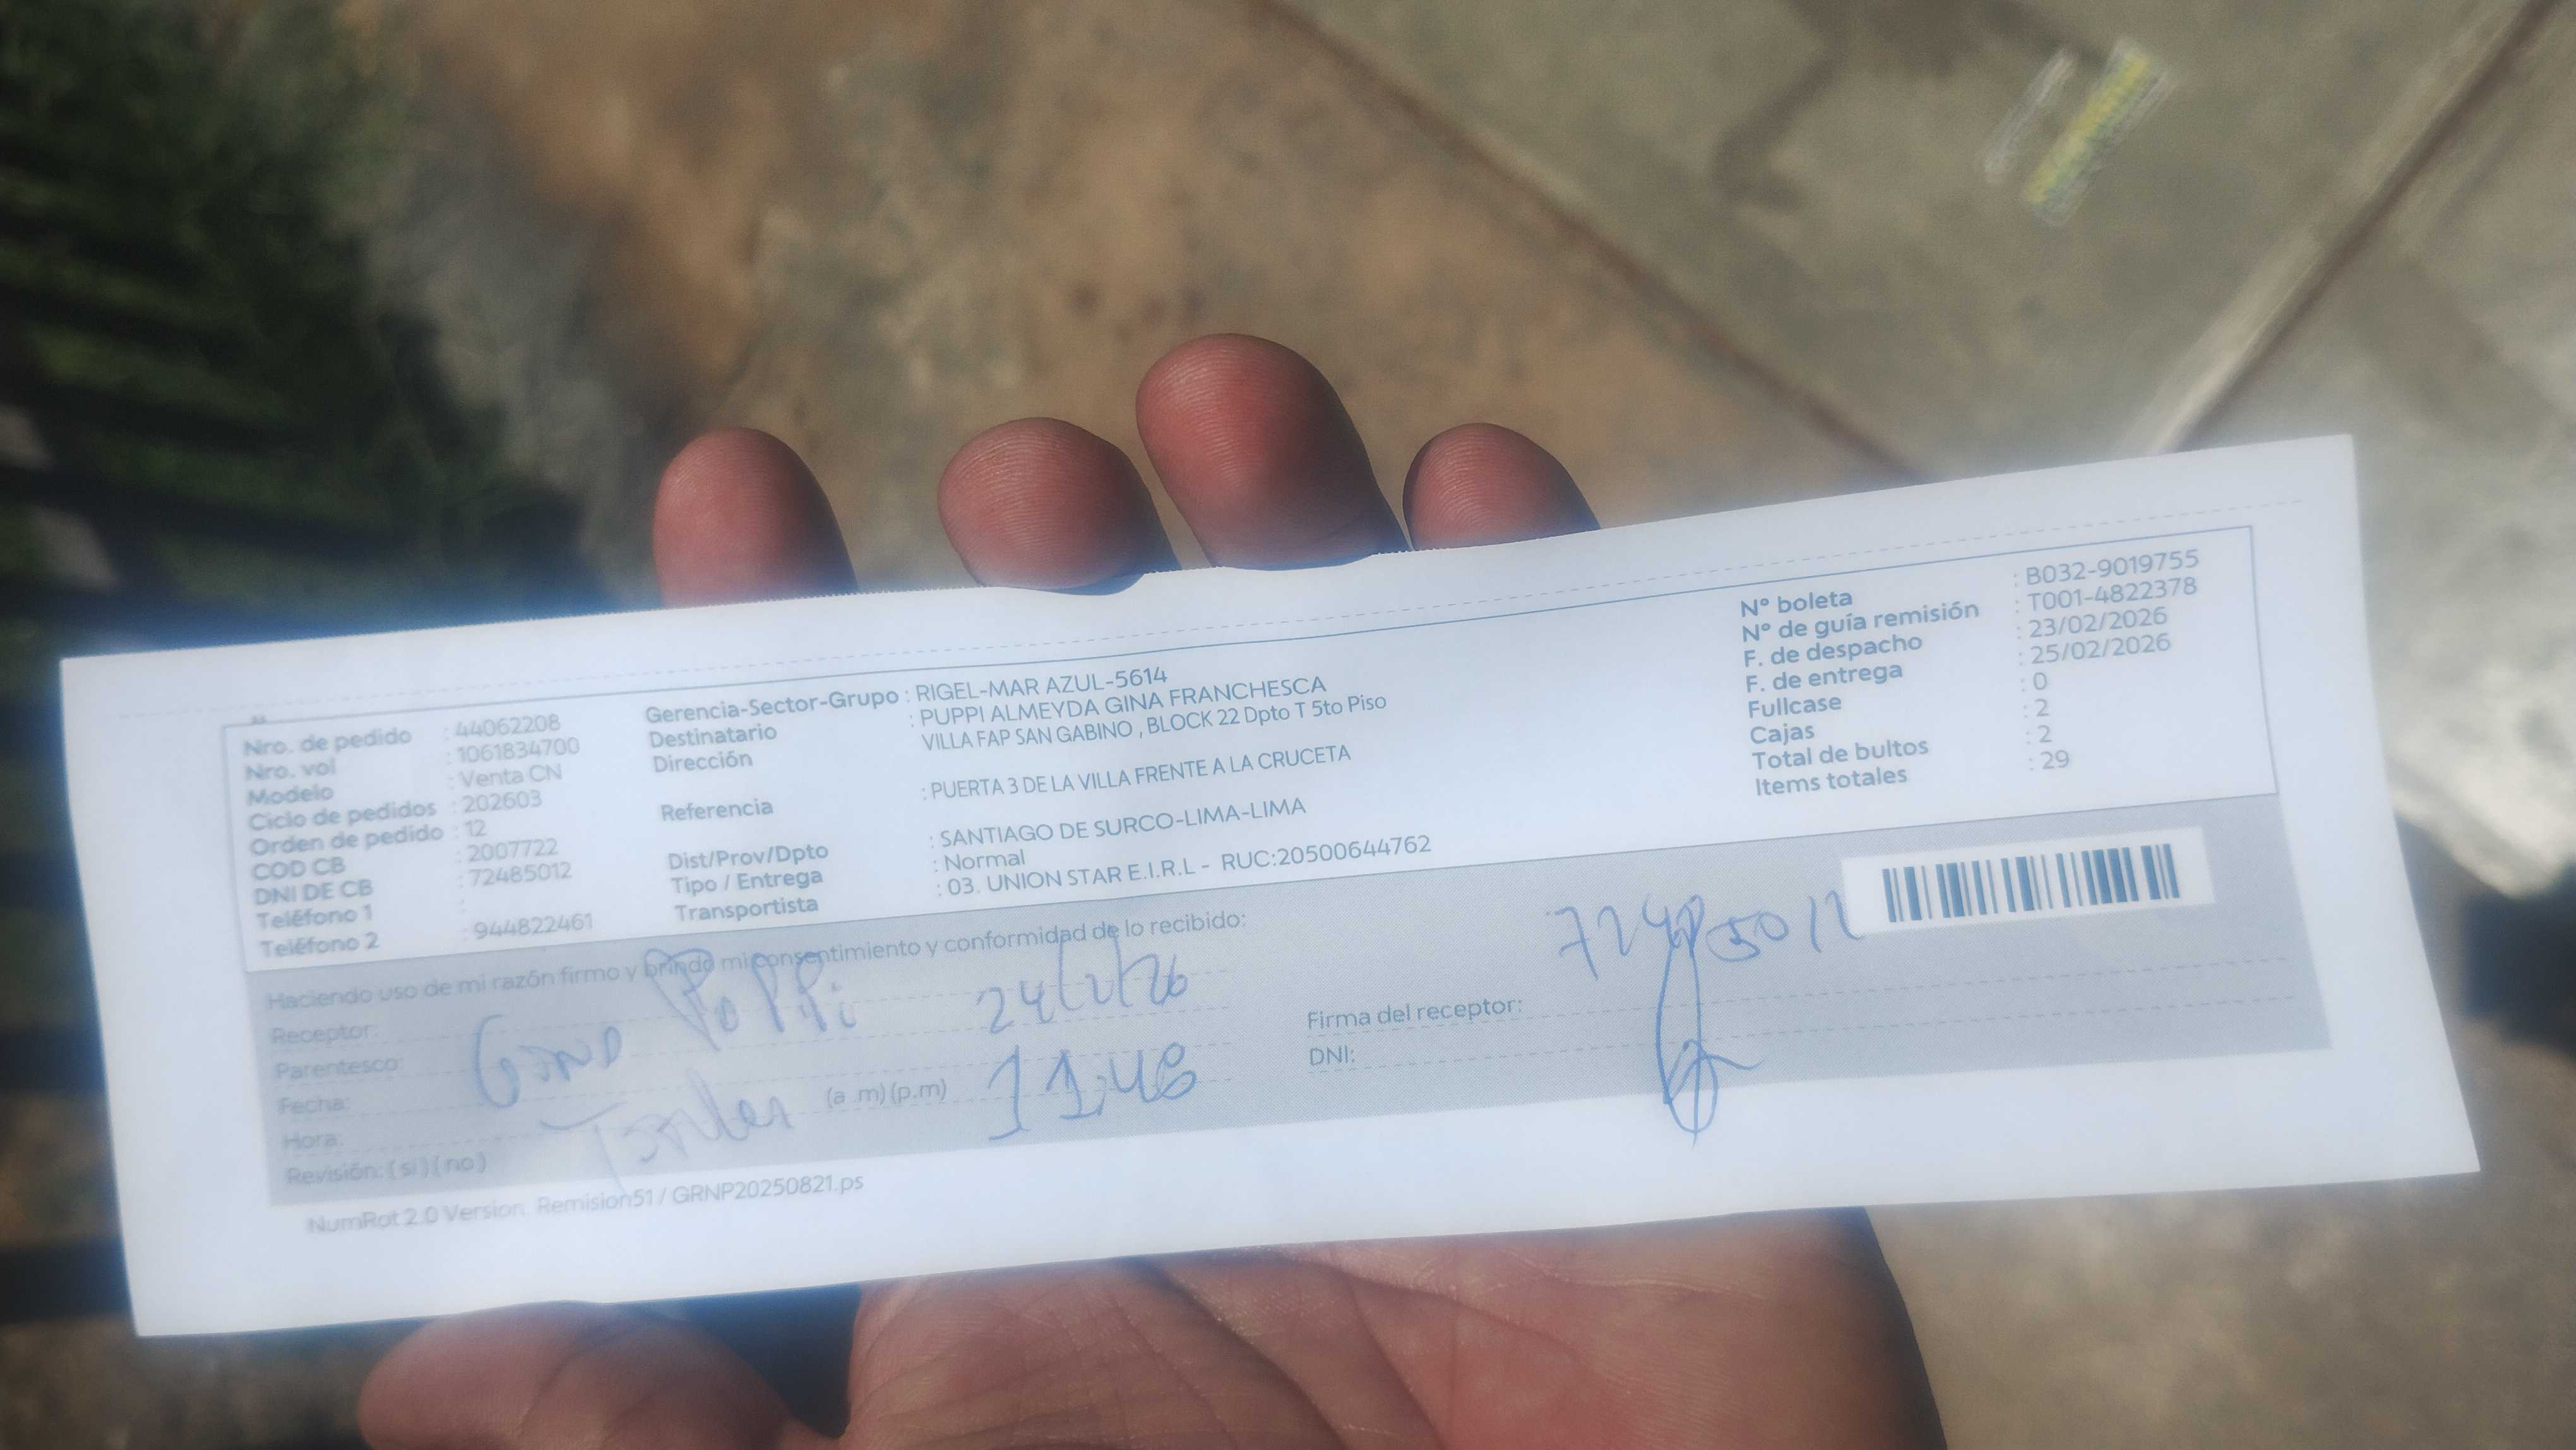 Nro. de pedido : 44062208
Nro. vol : 1061834700
Modelo : Venta CN
Ciclo de pedidos : 202603
Orden de pedido : 12
COD CB : 2007722
DNI DE CB : 72485012
Teléfono 1 :
Teléfono 2 : 944822461
Gerencia-Sector-Grupo : RIGEL-MAR AZUL-5614
Destinatario : PUPPI ALMEYDA GINA FRANCHESCA
Dirección VILLA FAP SAN GABINO , BLOCK 22 Dpto T 5to Piso
Referencia : PUERTA 3 DE LA VILLA FRENTE A LA CRUCETA
Dist/Prov/Dpto : SANTIAGO DE SURCO-LIMA-LIMA
Tipo / Entrega : Normal
Transportista : 03. UNION STAR E.I.R.L - RUC:20500644762
N° boleta : B032-9019755
N° de guía remisión : T001-4822378
F. de despacho : 23/02/2026
F. de entrega : 25/02/2026
Fullcase : 0
Cajas : 2
Total de bultos : 2
Items totales : 29
Haciendo uso de mi razón firmo y brindo mi consentimiento y conformidad de lo recibido:
Receptor:
Parentesco:
Fecha:
Hora: (a .m) (p.m)
Revisión: ( si ) ( no )
Puppi 24/2/26
11:48
72485012
Firma del receptor:
DNI:
NumRot 2.0 Version: Remision51 / GRNP20250821.ps